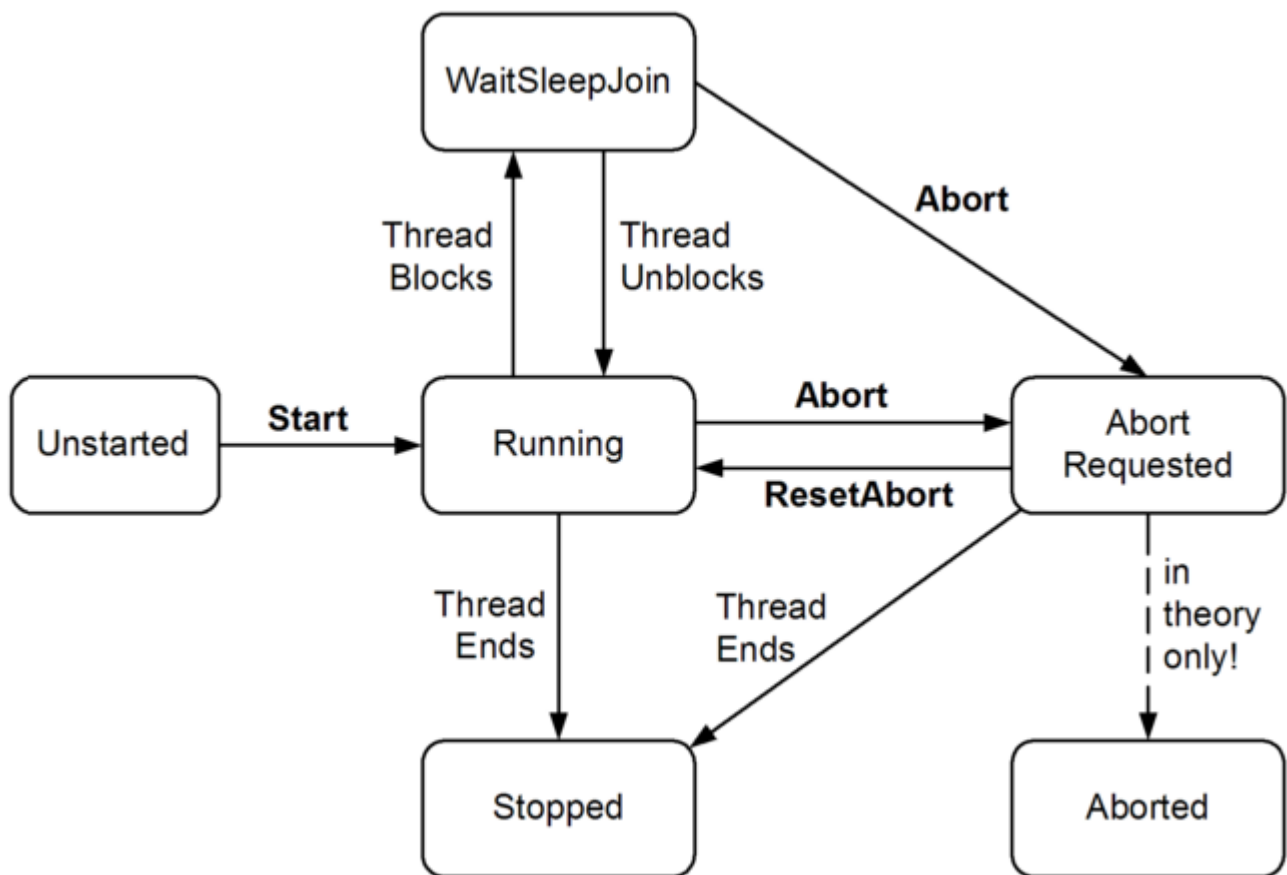 WaitSleepJoin
Abort
Thread
Blocks
Thread
Unblocks
Unstarted
Start
Running
Abort
ResetAbort
Abort
Requested
Thread
Ends
Thread
Ends
in
theory
only!
Stopped
Aborted